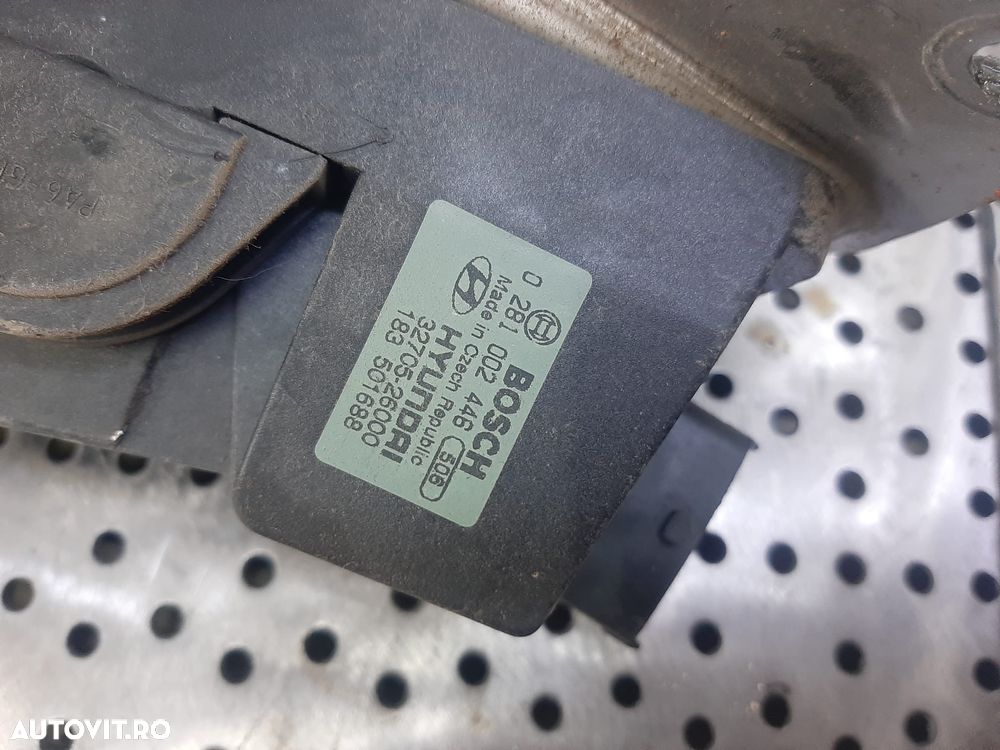 BOSCH
0 281 002 446 506
Made in Czech Republic
HYUNDAI
32705-26000
183 501688
AUTOVIT.RO